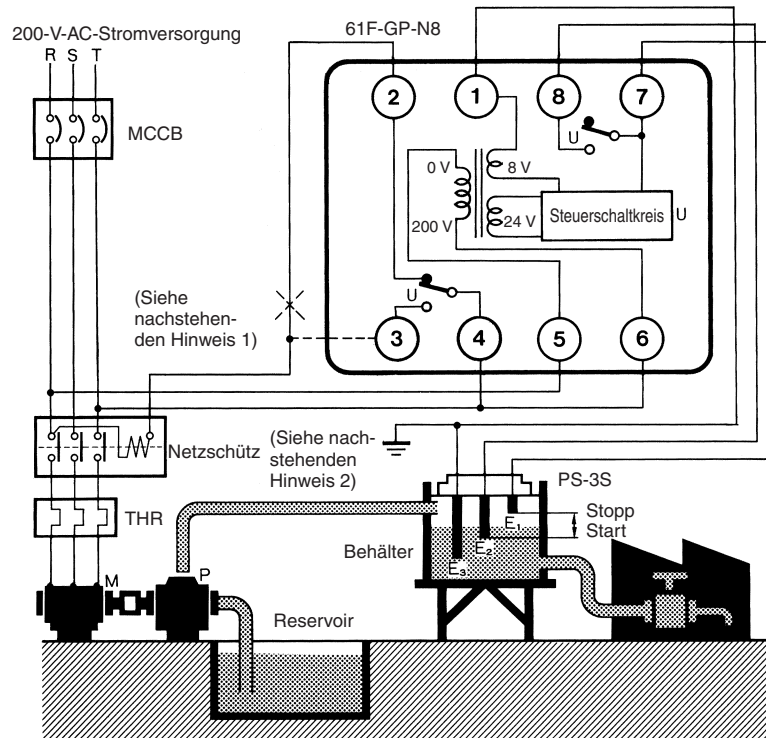 200-V-AC-Stromversorgung
R S T
61F-GP-N8
MCCB
2
1
8
7
U
0 V
8 V
200 V
24 V
Steuerschaltkreis
U
U
(Siehe
nachstehen-
den Hinweis 1)
3
4
5
6
Netzschütz
(Siehe nach-
stehenden
Hinweis 2)
PS-3S
THR
E1
Stopp
Start
E2
E3
Behälter
M
P
Reservoir